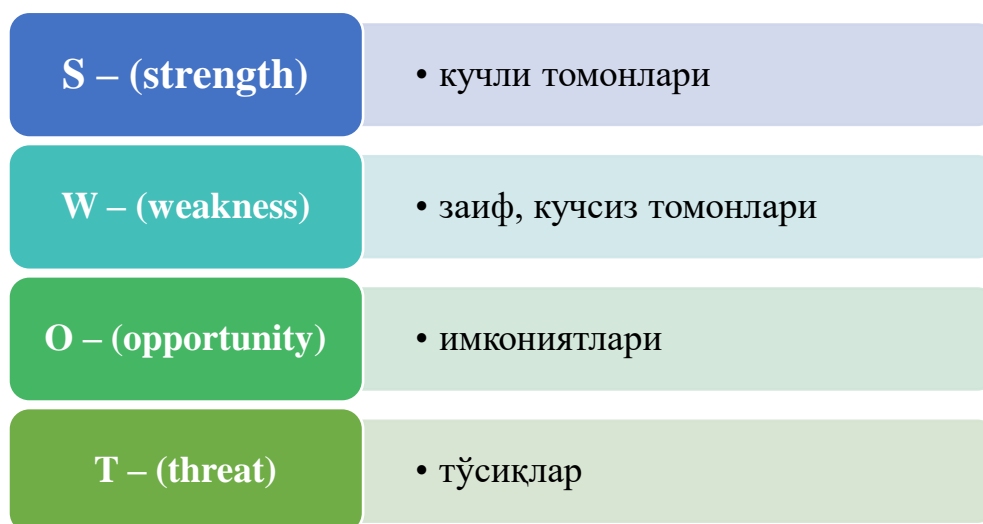 S – (strength)
• кучли томонлари
W – (weakness)
• заиф, кучсиз томонлари
O – (opportunity)
• имкониятлари
T – (threat)
• тўсиқлар